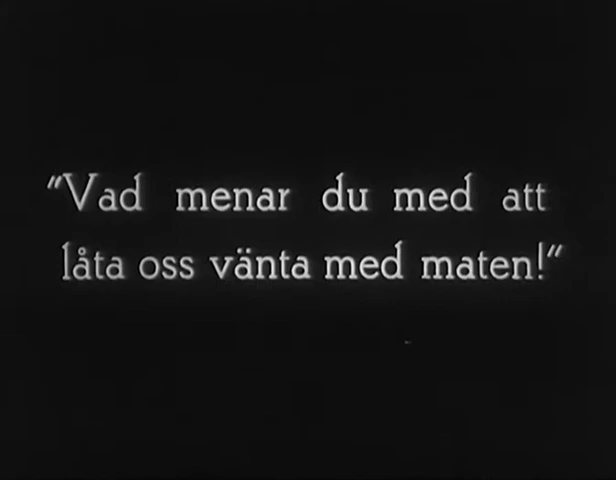 "Vad menar du med att
låta oss vänta med maten!"